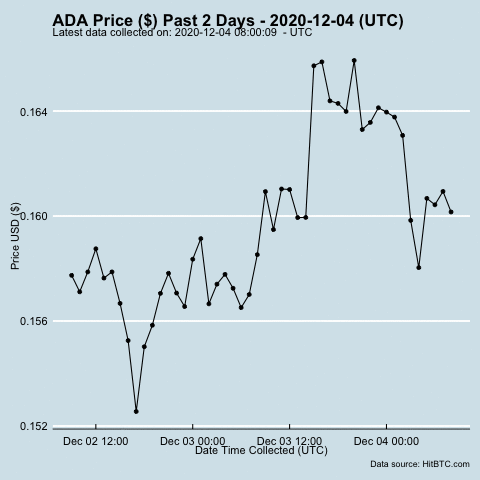 ADA Price ($) Past 2 Days - 2020-12-04 (UTC)
Latest data collected on: 2020-12-04 08:00:09  - UTC
0.164
0.160
0.156
0.152
Price USD ($)
Dec 02 12:00
Dec 03 00:00
Dec 03 12:00
Dec 04 00:00
Date Time Collected (UTC)
Data source: HitBTC.com